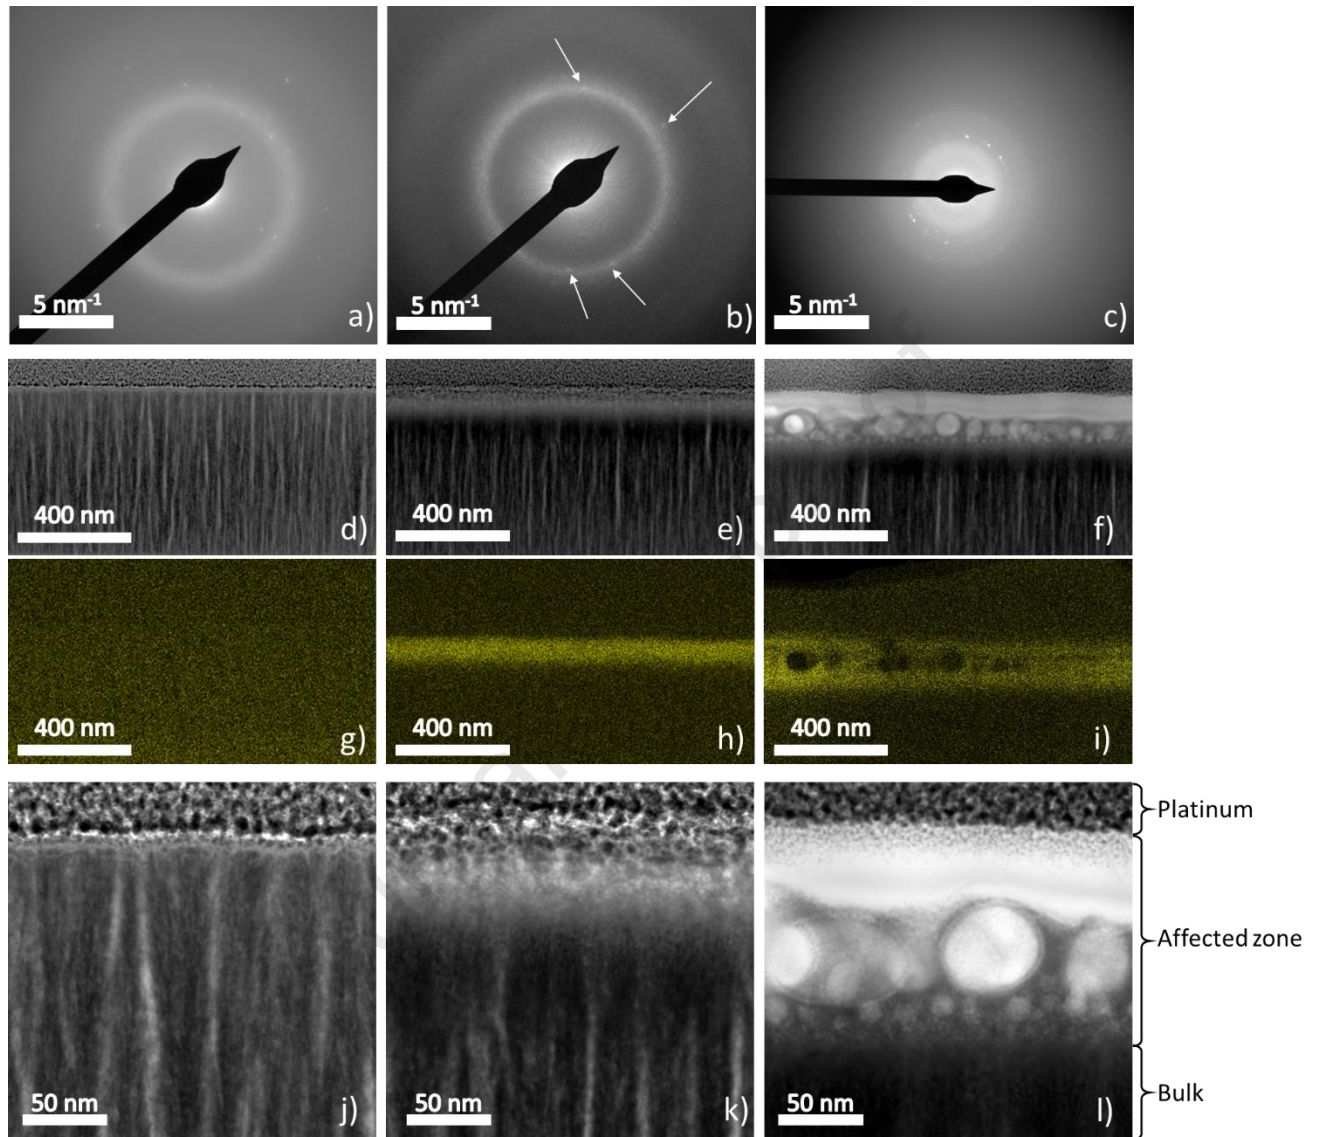 5 nm-1 a)
5 nm-1 b)
5 nm-1 c)
400 nm d)
400 nm e)
400 nm f)
400 nm g)
400 nm h)
400 nm i)
Platinum
Affected zone
50 nm j)
50 nm k)
50 nm l)
Bulk